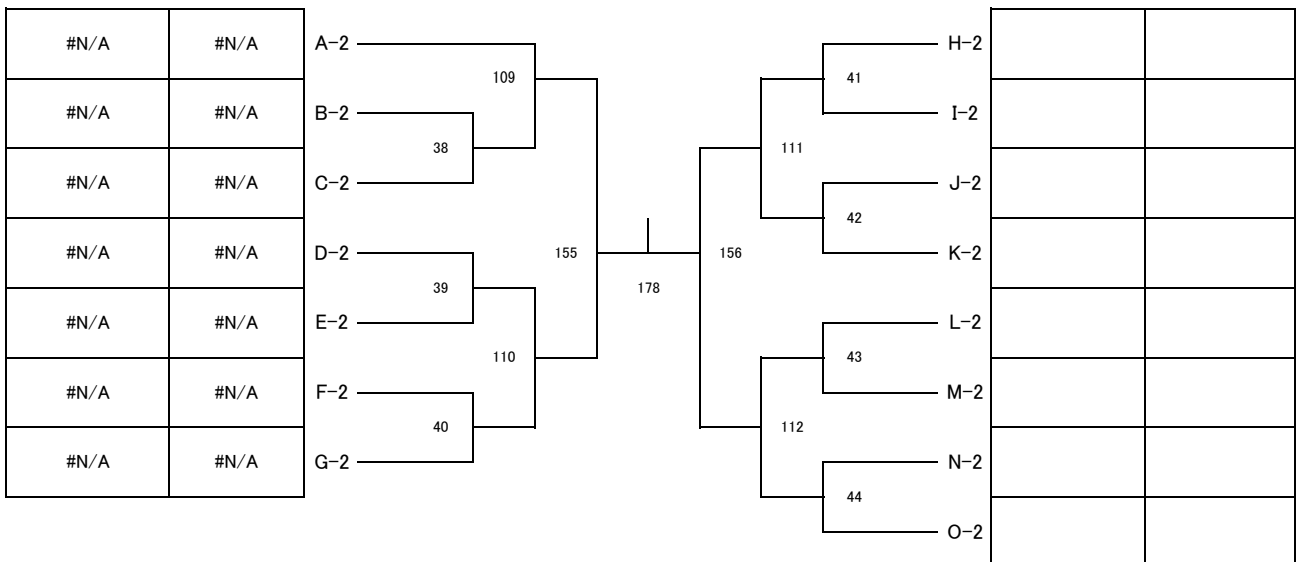 #N/A #N/A A-2 H-2
109 41
#N/A #N/A B-2 I-2
38 111
#N/A #N/A C-2 J-2
42
#N/A #N/A D-2 155 156 K-2
39 178
#N/A #N/A E-2 L-2
110 43
#N/A #N/A F-2 M-2
40 112
#N/A #N/A G-2 N-2
44
O-2